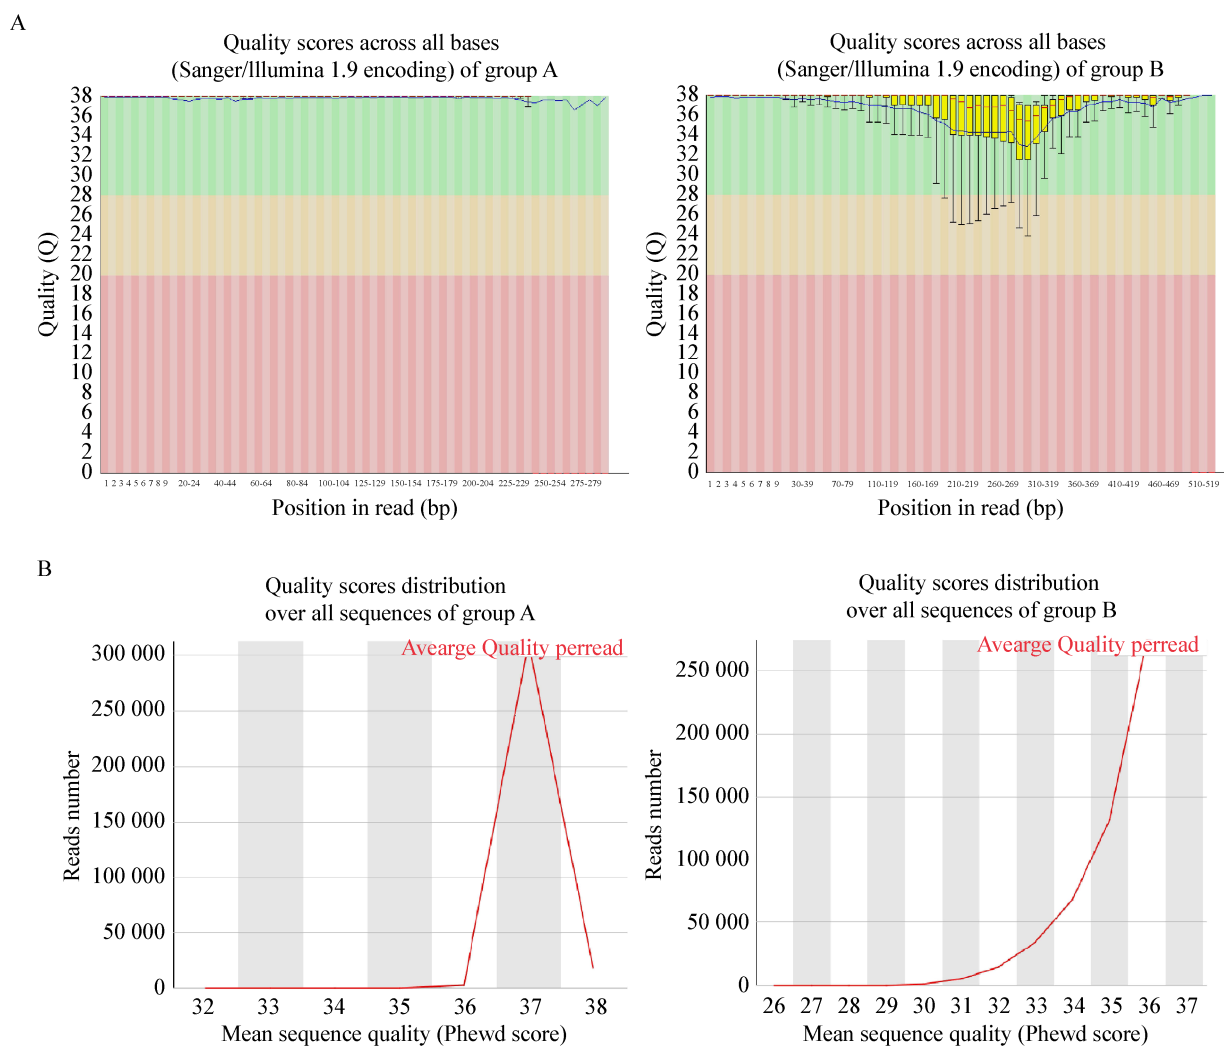 A
Quality scores across all bases
(Sanger/lllumina 1.9 encoding) of group A
38
36
34
32
30
28
26
24
22
20
18
16
14
12
10
8
6
4
2
0
Quality (Q)
1 2 3 4 5 6 7 8 9 20-24 40-44 60-64 80-84 100-104 125-129 150-154 175-179 200-204 225-229 250-254 275-279
Position in read (bp)
Quality scores across all bases
(Sanger/lllumina 1.9 encoding) of group B
38
36
34
32
30
28
26
24
22
20
18
16
14
12
10
8
6
4
2
0
Quality (Q)
1 2 3 4 5 6 7 8 9 30-39 70-79 110-119 160-169 210-219 260-269 310-319 360-369 410-419 460-469 510-519
Position in read (bp)
B
Quality scores distribution
over all sequences of group A
Avearge Quality perread
300 000
250 000
200 000
150 000
100 000
50 000
0
Reads number
32 33 34 35 36 37 38
Mean sequence quality (Phewd score)
Quality scores distribution
over all sequences of group B
Avearge Quality perread
250 000
200 000
150 000
100 000
50 000
0
Reads number
26 27 28 29 30 31 32 33 34 35 36 37
Mean sequence quality (Phewd score)